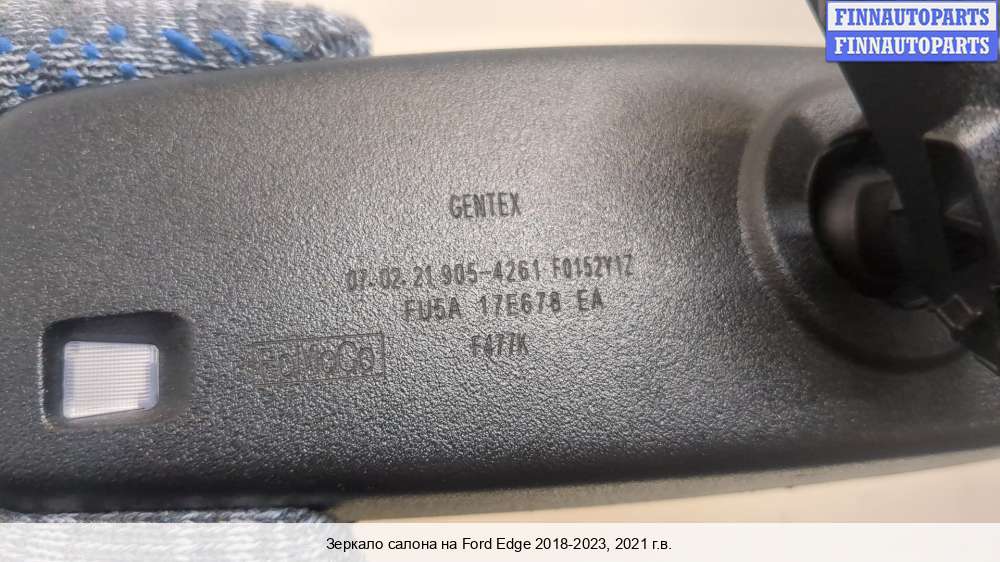 FINNAUTOPARTS
FINNAUTOPARTS
GENTEX
07-02-21 905-4261 F0152Y1Z
FU5A 17E678 EA
FoMoCo
F477K
Зеркало салона на Ford Edge 2018-2023, 2021 г.в.